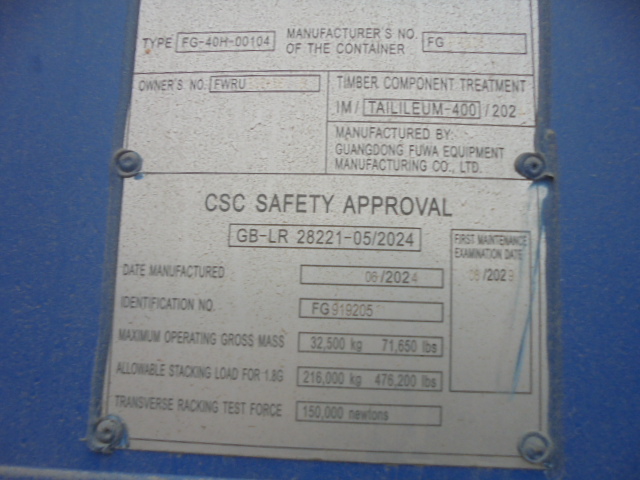 TYPE FG-40H-00104 MANUFACTURER'S NO. OF THE CONTAINER FG
OWNER'S. NO. FWRU
TIMBER COMPONENT TREATMENT
IM / TAILILEUM-400 / 202
MANUFACTURED BY:
GUANGDONG FUWA EQUIPMENT
MANUFACTURING CO., LTD.
CSC SAFETY APPROVAL
GB-LR 28221-05/2024
FIRST MAINTENANCE
EXAMINATION DATE
/202
DATE MANUFACTURED 06/2024
IDENTIFICATION NO. FG919205
MAXIMUM OPERATING GROSS MASS 32,500 kg 71,650 lbs
ALLOWABLE STACKING LOAD FOR 1.8G 216,000 kg 476,200 lbs
TRANSVERSE RACKING TEST FORCE 150,000 newtons